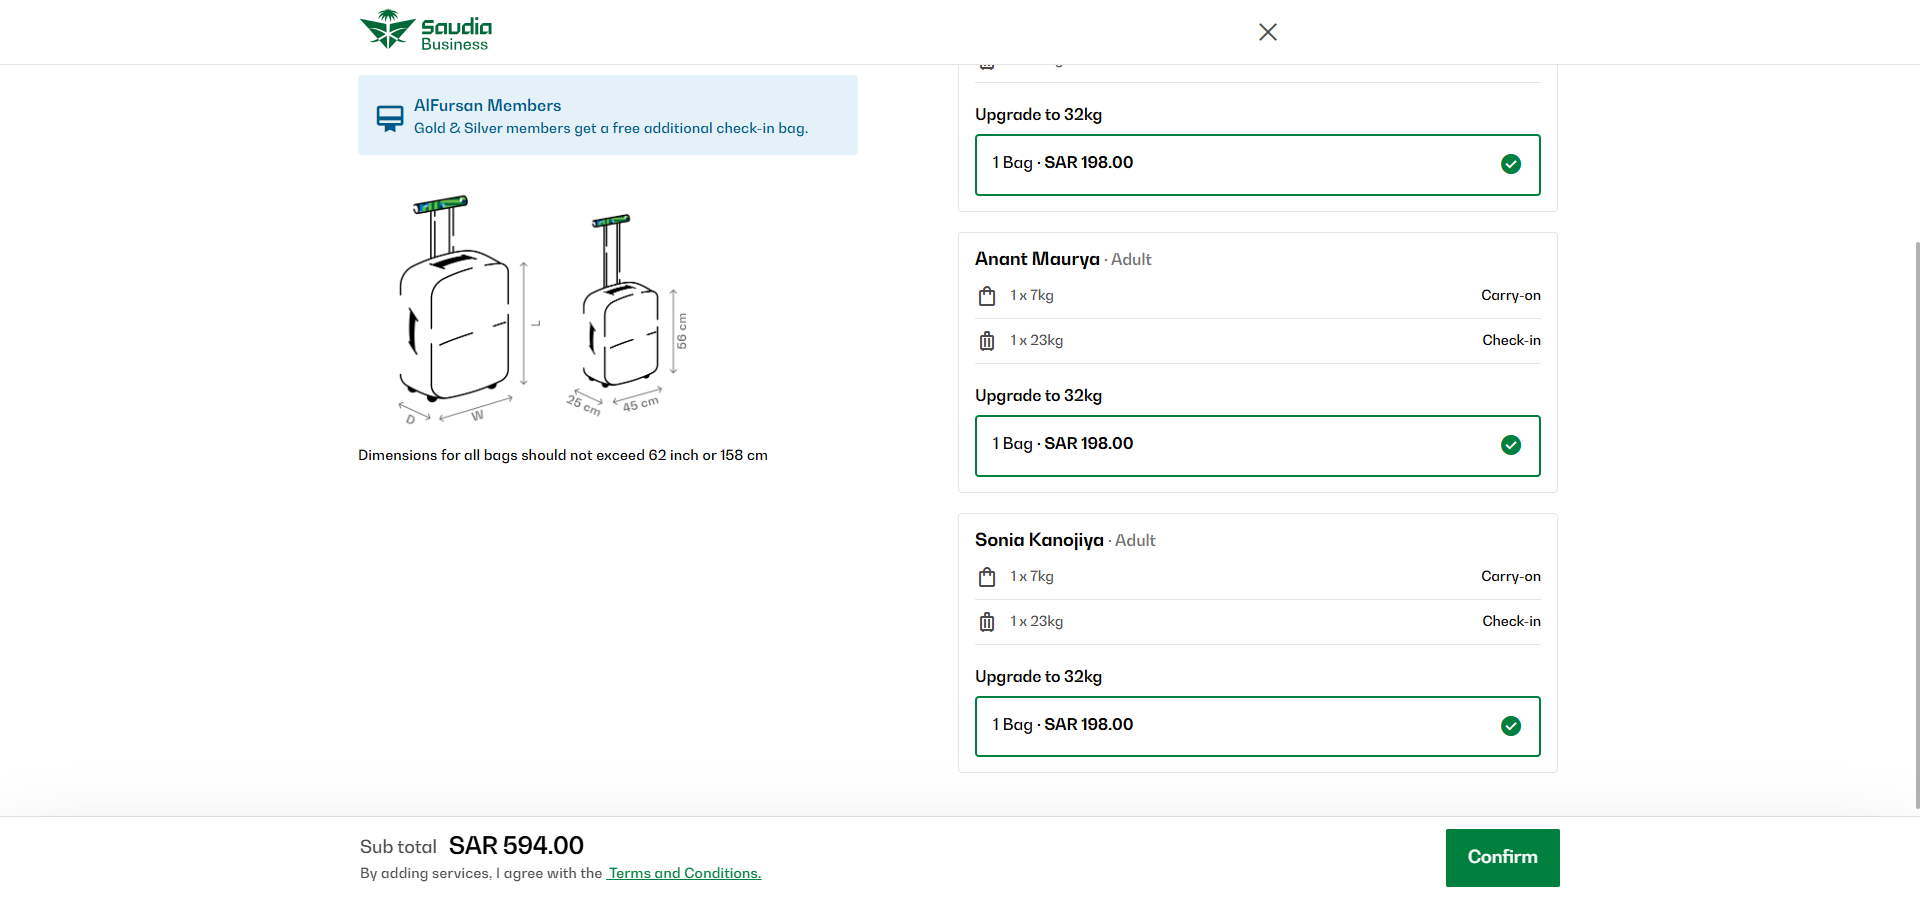 Saudia
Business
AlFursan Members
Gold & Silver members get a free additional check-in bag.
L
D
W
56 cm
25 cm
45 cm
Dimensions for all bags should not exceed 62 inch or 158 cm
Upgrade to 32kg
1 Bag · SAR 198.00
Anant Maurya · Adult
1 x 7kg Carry-on
1 x 23kg Check-in
Upgrade to 32kg
1 Bag · SAR 198.00
Sonia Kanojiya · Adult
1 x 7kg Carry-on
1 x 23kg Check-in
Upgrade to 32kg
1 Bag · SAR 198.00
Sub total SAR 594.00
By adding services, I agree with the Terms and Conditions.
Confirm